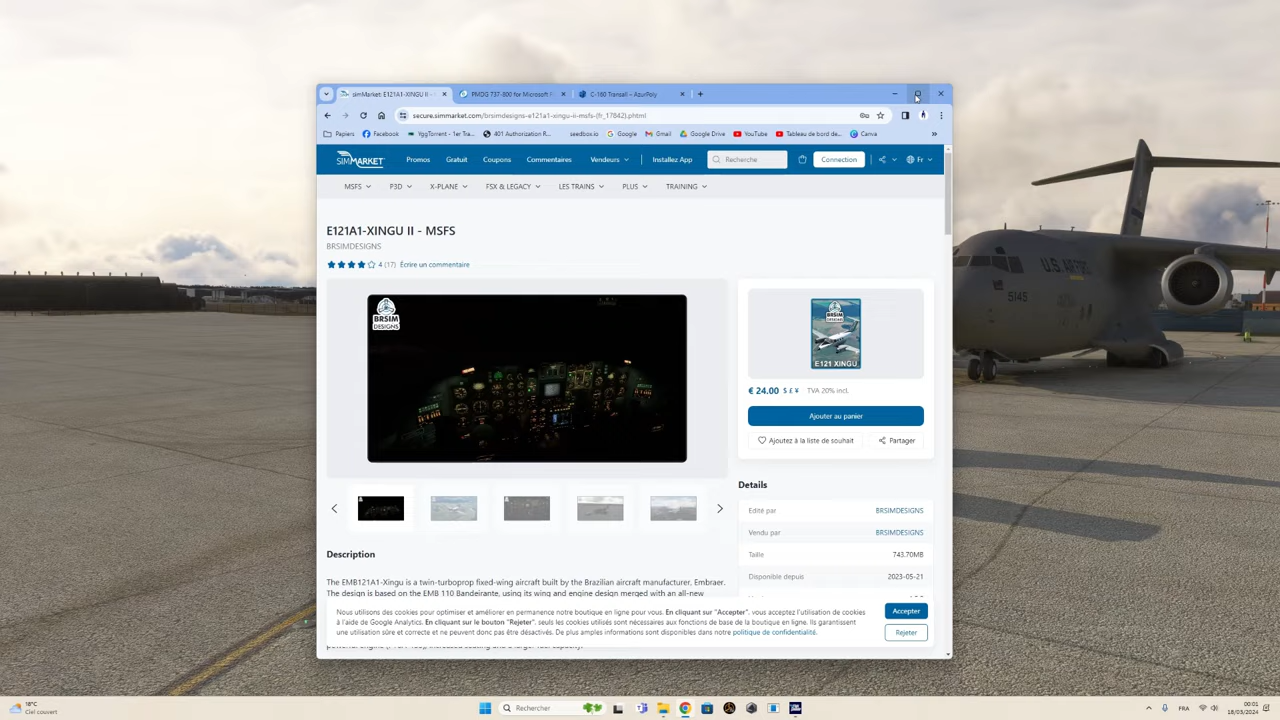 simMarket: E121A1-XINGU II -
PMDG 737-800 for Microsoft F
C-160 Transall – AzurPoly
secure.simmarket.com/brsimdesigns-e121a1-xingu-ii-msfs-(fr_17842).phtml
Papiers
Facebook
YggTorrent - 1er Tra...
401 Authorization R...
seedbox.io
Google
Gmail
Google Drive
YouTube
Tableau de bord de...
Canva
SIMMARKET
Promos
Gratuit
Coupons
Commentaires
Vendeurs
Installez App
Recherche
Connection
Fr
MSFS
P3D
X-PLANE
FSX & LEGACY
LES TRAINS
PLUS
TRAINING
E121A1-XINGU II - MSFS
BRSIMDESIGNS
4 (17) Écrire un commentaire
BRSIM
DESIGNS
E121 XINGU
€ 24.00 $ £ ¥ TVA 20% incl.
Ajouter au panier
Ajoutez à la liste de souhait
Partager
Details
Edité par BRSIMDESIGNS
Vendu par BRSIMDESIGNS
Taille 743.70MB
Disponible depuis 2023-05-21
Description
The EMB121A1-Xingu is a twin-turboprop fixed-wing aircraft built by the Brazilian aircraft manufacturer, Embraer.
The design is based on the EMB 110 Bandeirante, using its wing and engine design merged with an all-new
Nous utilisons des cookies pour optimiser et améliorer en permanence notre boutique en ligne pour vous. En cliquant sur "Accepter", vous acceptez l'utilisation de cookies
à l'aide de Google Analytics. En cliquant sur le bouton "Rejeter", seuls les cookies utilisés sont nécessaires aux fonctions de base de la boutique en ligne. Ils garantissent
une utilisation sûre et correcte et ne peuvent donc pas être désactivés. De plus amples informations sont disponibles dans notre politique de confidentialité.
Accepter
Rejeter
U.S. AIR FORCE
5145
18°C
Ciel couvert
Rechercher
FR
00:01
18/03/2024